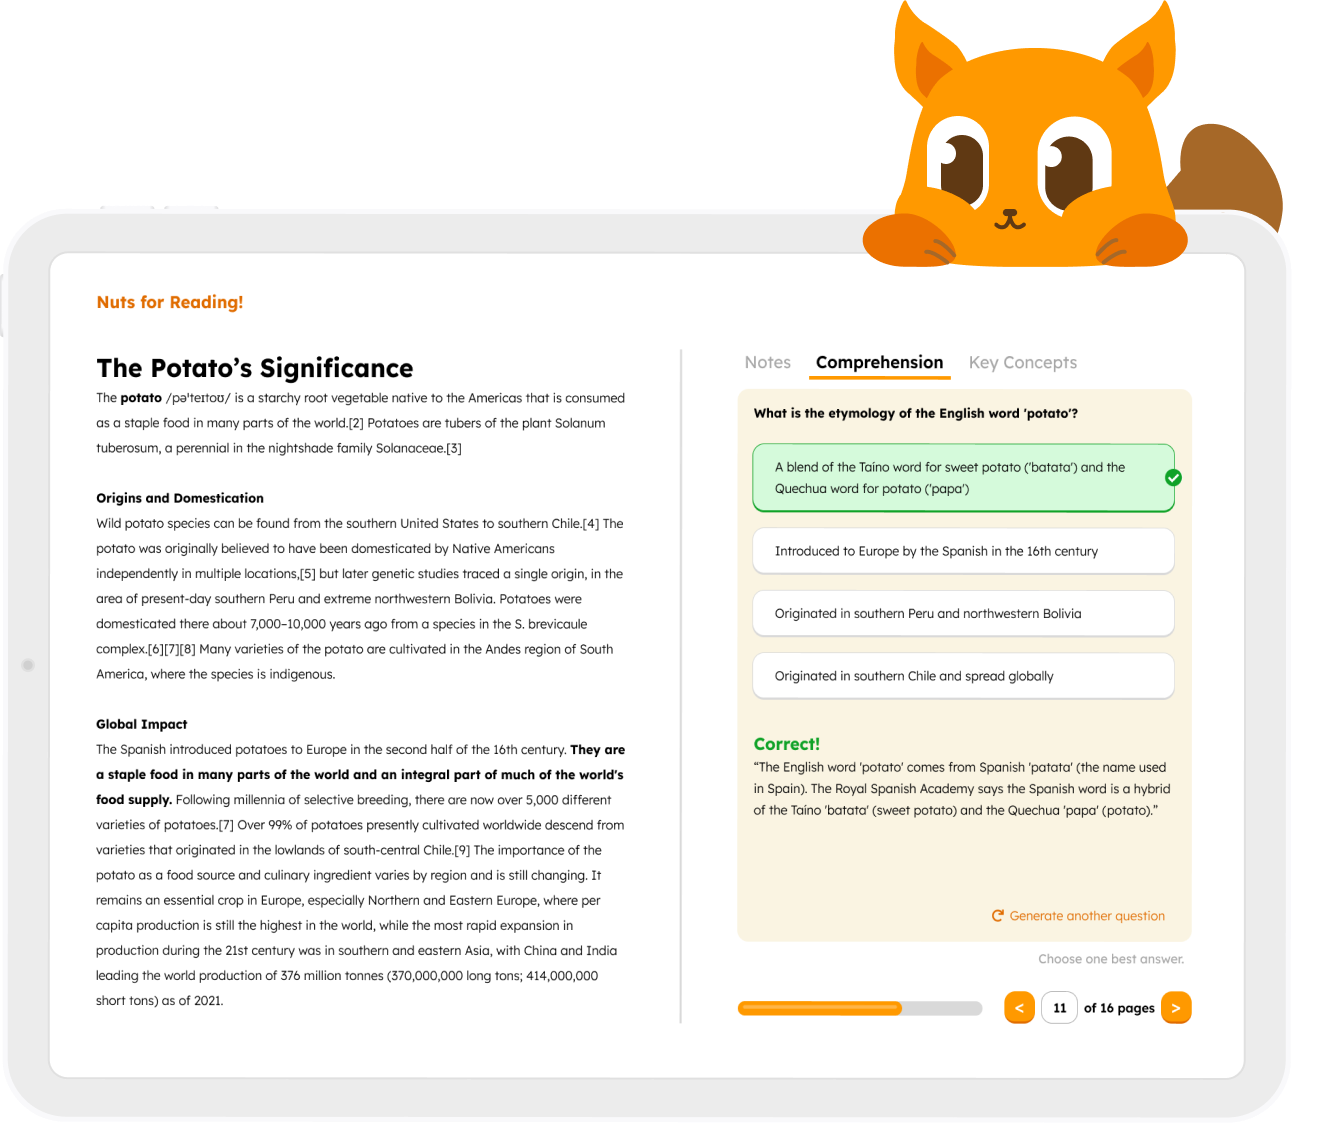 Nuts for Reading!
The Potato’s Significance
The potato /pəˈteɪtoʊ/ is a starchy root vegetable native to the Americas that is consumed
as a staple food in many parts of the world.[2] Potatoes are tubers of the plant Solanum
tuberosum, a perennial in the nightshade family Solanaceae.[3]
Origins and Domestication
Wild potato species can be found from the southern United States to southern Chile.[4] The
potato was originally believed to have been domesticated by Native Americans
independently in multiple locations,[5] but later genetic studies traced a single origin, in the
area of present-day southern Peru and extreme northwestern Bolivia. Potatoes were
domesticated there about 7,000–10,000 years ago from a species in the S. brevicaule
complex.[6][7][8] Many varieties of the potato are cultivated in the Andes region of South
America, where the species is indigenous.
Global Impact
The Spanish introduced potatoes to Europe in the second half of the 16th century. They are
a staple food in many parts of the world and an integral part of much of the world's
food supply. Following millennia of selective breeding, there are now over 5,000 different
varieties of potatoes.[7] Over 99% of potatoes presently cultivated worldwide descend from
varieties that originated in the lowlands of south-central Chile.[9] The importance of the
potato as a food source and culinary ingredient varies by region and is still changing. It
remains an essential crop in Europe, especially Northern and Eastern Europe, where per
capita production is still the highest in the world, while the most rapid expansion in
production during the 21st century was in southern and eastern Asia, with China and India
leading the world production of 376 million tonnes (370,000,000 long tons; 414,000,000
short tons) as of 2021.
Notes Comprehension Key Concepts
What is the etymology of the English word 'potato'?
A blend of the Taíno word for sweet potato ('batata') and the
Quechua word for potato ('papa')
Introduced to Europe by the Spanish in the 16th century
Originated in southern Peru and northwestern Bolivia
Originated in southern Chile and spread globally
Correct!
“The English word 'potato' comes from Spanish 'patata' (the name used
in Spain). The Royal Spanish Academy says the Spanish word is a hybrid
of the Taíno 'batata' (sweet potato) and the Quechua 'papa' (potato).”
Generate another question
Choose one best answer.
< 11 of 16 pages >